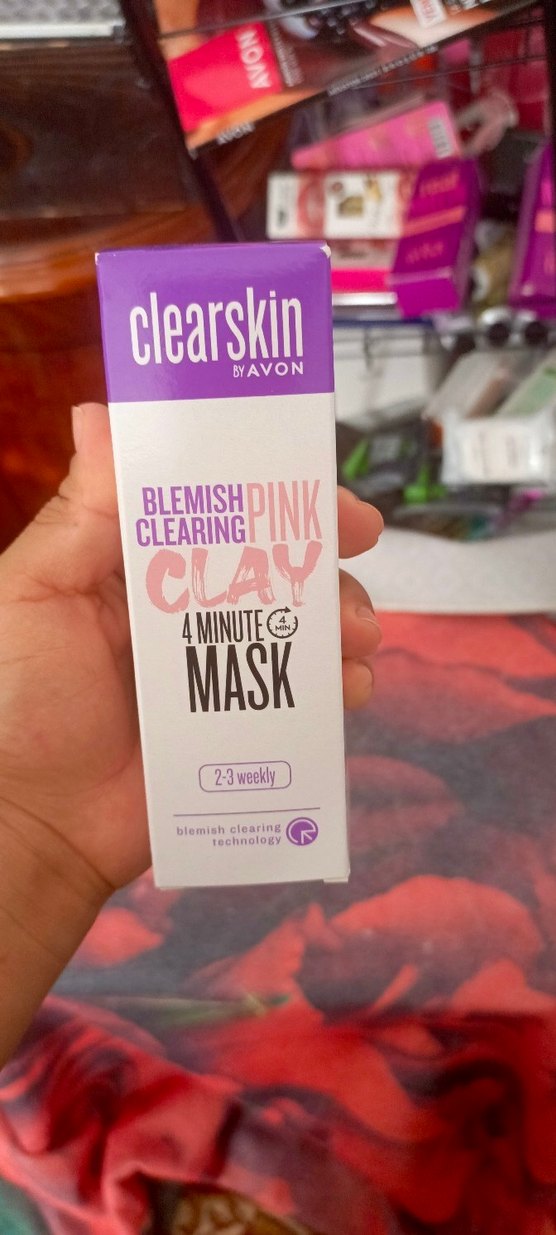 AVON
AVON
clearskin
BY AVON
BLEMISH
CLEARING
PINK
CLAY
4 MINUTE
4
MIN
MASK
2-3 weekly
blemish clearing
technology